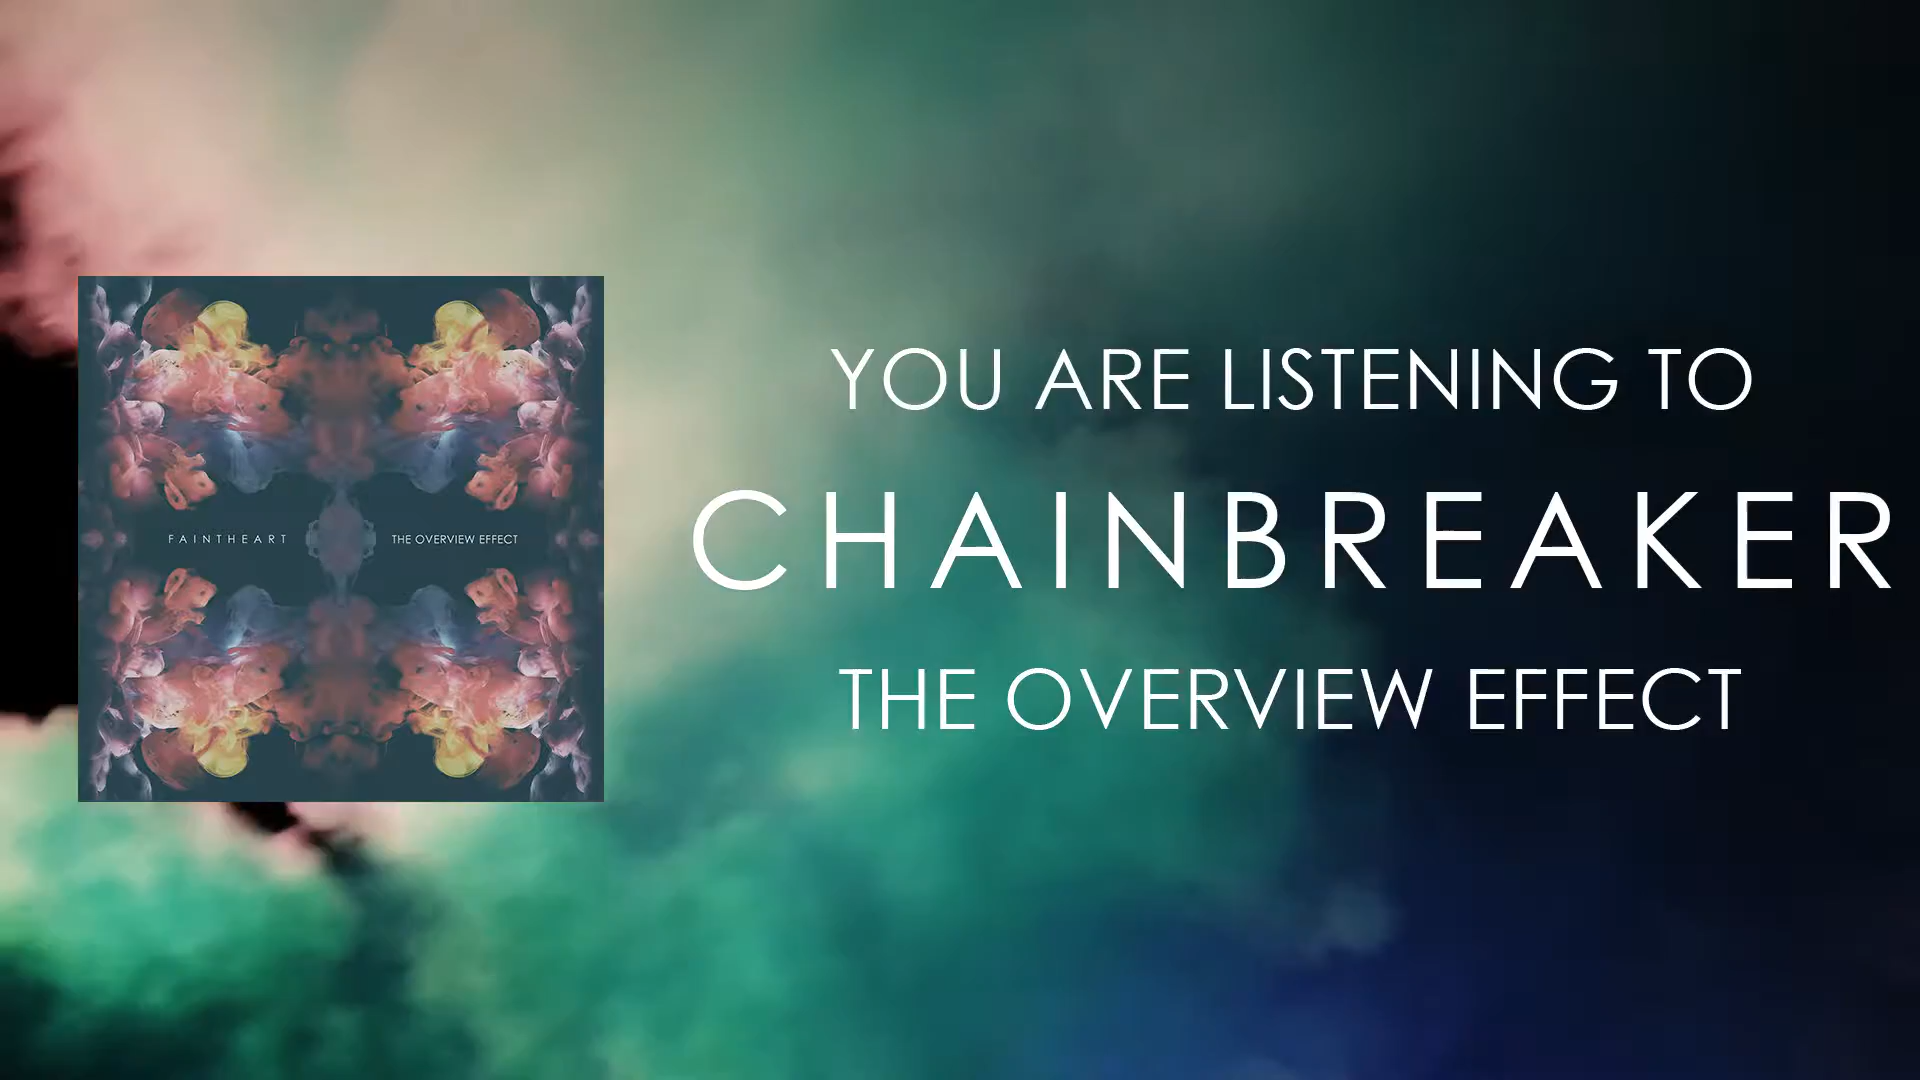 YOU ARE LISTENING TO
CHAINBREAKER
THE OVERVIEW EFFECT
FAINTHEART
THE OVERVIEW EFFECT